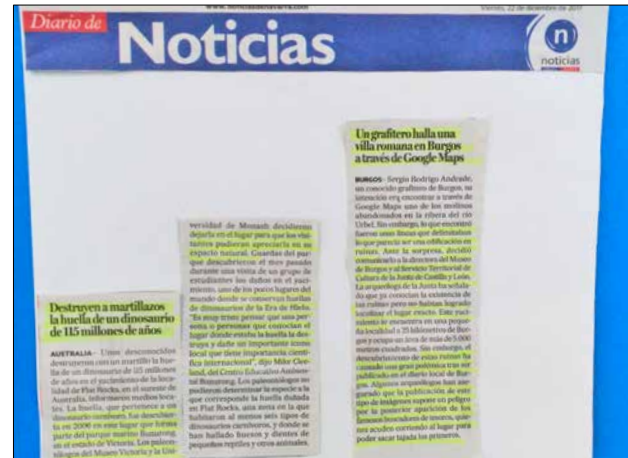 www.noticiasdenavarra.com
Viernes, 22 de diciembre de 2017
Diario de
Noticias
n
noticias
Destruyen a martillazos
la huella de un dinosaurio
de 115 millones de años
AUSTRALIA– Unos desconocidos
destruyeron con un martillo la hue-
lla de un dinosaurio de 115 millones
de años en el yacimiento de la loca-
lidad de Flat Rocks, en el sureste de
Australia, informaron medios loca-
les. La huella, que pertenece a un
dinosaurio carnívoro, fue descubier-
ta en 2006 en este lugar que forma
parte del parque marino Bunurong,
en el estado de Victoria. Los paleon-
tólogos del Museo Victoria y la Uni-
versidad de Monash decidieron
dejarla en el lugar para que los visi-
tantes pudieran apreciarla en su
espacio natural. Guardas del par-
que descubrieron el mes pasado
durante una visita de un grupo de
estudiantes los daños en el yaci-
miento, uno de los pocos lugares del
mundo donde se conservan huellas
de dinosaurios de la Era de Hielo.
"Es muy triste pensar que una per-
sona o personas que conocían el
lugar donde estaba la huella la des-
truya y dañe un importante icono
local que tiene importancia cientí-
fica internacional", dijo Mike Clee-
land, del Centro Educativo Ambien-
tal Bunurong. Los paleontólogos no
pudieron determinar la especie a la
que corresponde la huella dañada
en Flat Rock, una zona en la que
habitaron al menos seis tipos de
dinosaurios carnívoros, y donde se
han hallado huesos y dientes de
pequeños reptiles y otros animales.
Un grafitero halla una
villa romana en Burgos
a través de Google Maps
BURGOS– Sergio Rodrigo Andrade,
un conocido grafitero de Burgos, su
intención era encontrar a través de
Google Maps uno de los molinos
abandonados en la ribera del río
Urbel. Sin embargo, lo que encontró
fueron unas líneas que delimitaban
lo que parecía ser una edificación en
ruinas. Ante la sorpresa, decidió
comunicarlo a la directora del Museo
de Burgos y al Servicio Territorial de
Cultura de la Junta de Castilla y León.
La arqueóloga de la Junta ha señala-
do que ya conocían la existencia de
las ruinas pero no habían logrado
localizar el lugar exacto. Este yaci-
miento se encuentra en una peque-
ña localidad a 25 kilómetros de Bur-
gos y ocupa un área de más de 5.000
metros cuadrados. Sin embargo, el
descubrimiento de estas ruinas ha
causado una gran polémica tras ser
publicado en el diario local de Bur-
gos. Algunos arqueólogos han ase-
gurado que la publicación de este
tipo de imágenes supone un peligro
por la posterior aparición de los
famosos buscadores de tesoros, quie-
nes acuden corriendo al lugar para
poder sacar tajada los primeros.